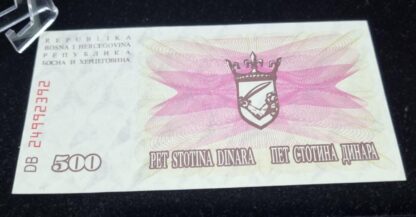 REPUBLIKA
BOSNA I HERCEGOVINA
РЕПУБЛИКА
БОСНА И ХЕРЦЕГОВИНА
DB 24992392
500
PET STOTINA DINARA ПЕТ СТОТИНА ДИНАРА